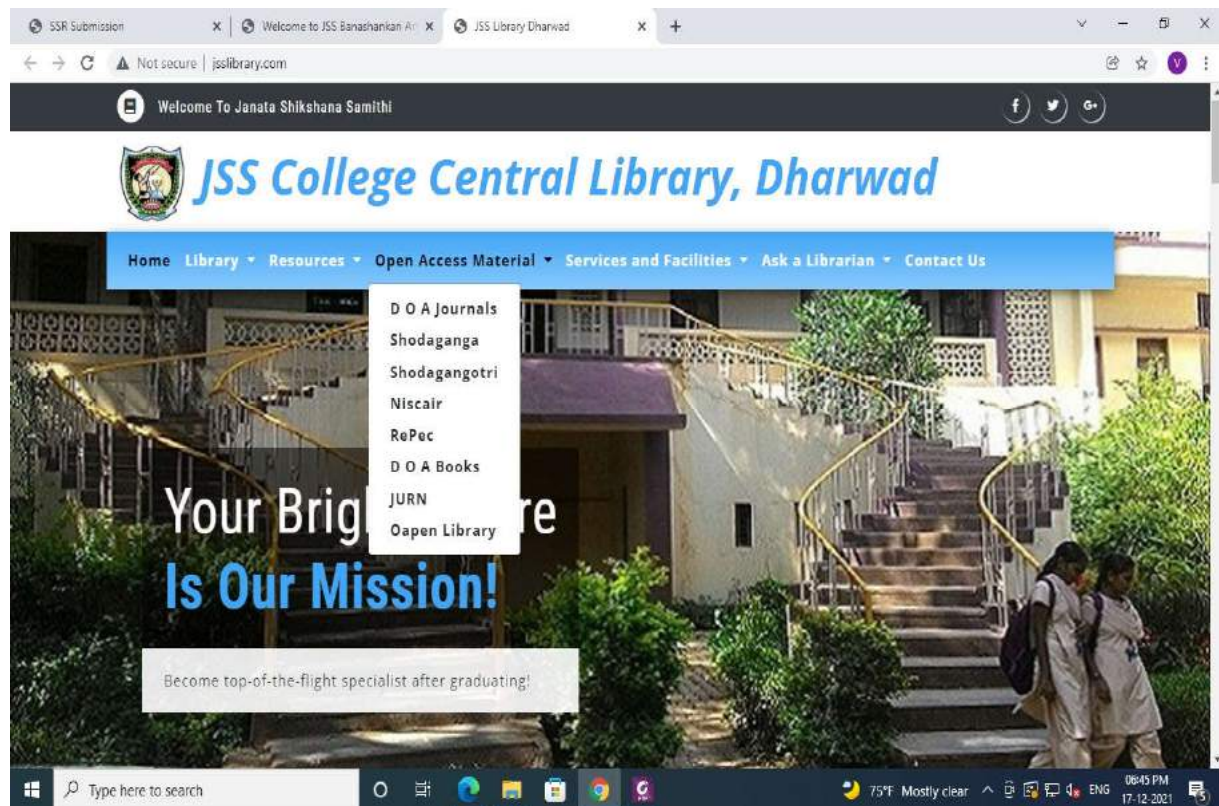 SSR Submission
Welcome to JSS Banashankari Ar
JSS Library Dharwad
Not secure | jsslibrary.com
V
Welcome To Janata Shikshana Samithi
JSS College Central Library, Dharwad
Home Library Resources Open Access Material Services and Facilities Ask a Librarian Contact Us
D O A Journals
Shodaganga
Shodagangotri
Niscair
RePec
D O A Books
JURN
Oapen Library
Your Brig re
Is Our Mission!
Become top-of-the-flight specialist after graduating!
Type here to search
75°F Mostly clear
ENG
06:45 PM
17-12-2021